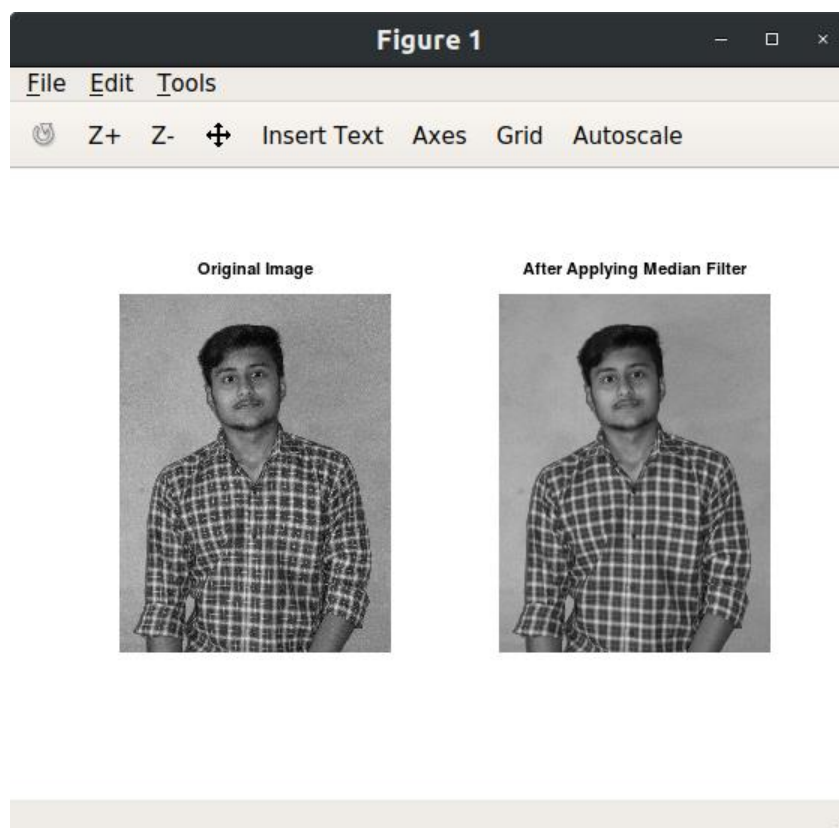 Figure 1
File Edit Tools
Z+ Z- Insert Text Axes Grid Autoscale
Original Image
After Applying Median Filter